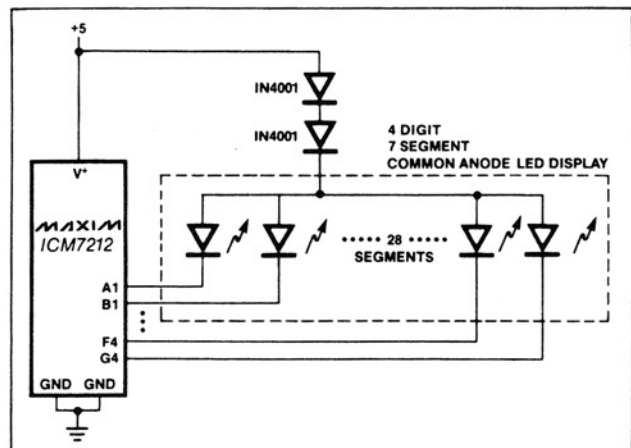 +5
IN4001
IN4001
4 DIGIT
7 SEGMENT
COMMON ANODE LED DISPLAY
V+
MAXIM
ICM7212
28
SEGMENTS
A1
B1
F4
G4
GND GND